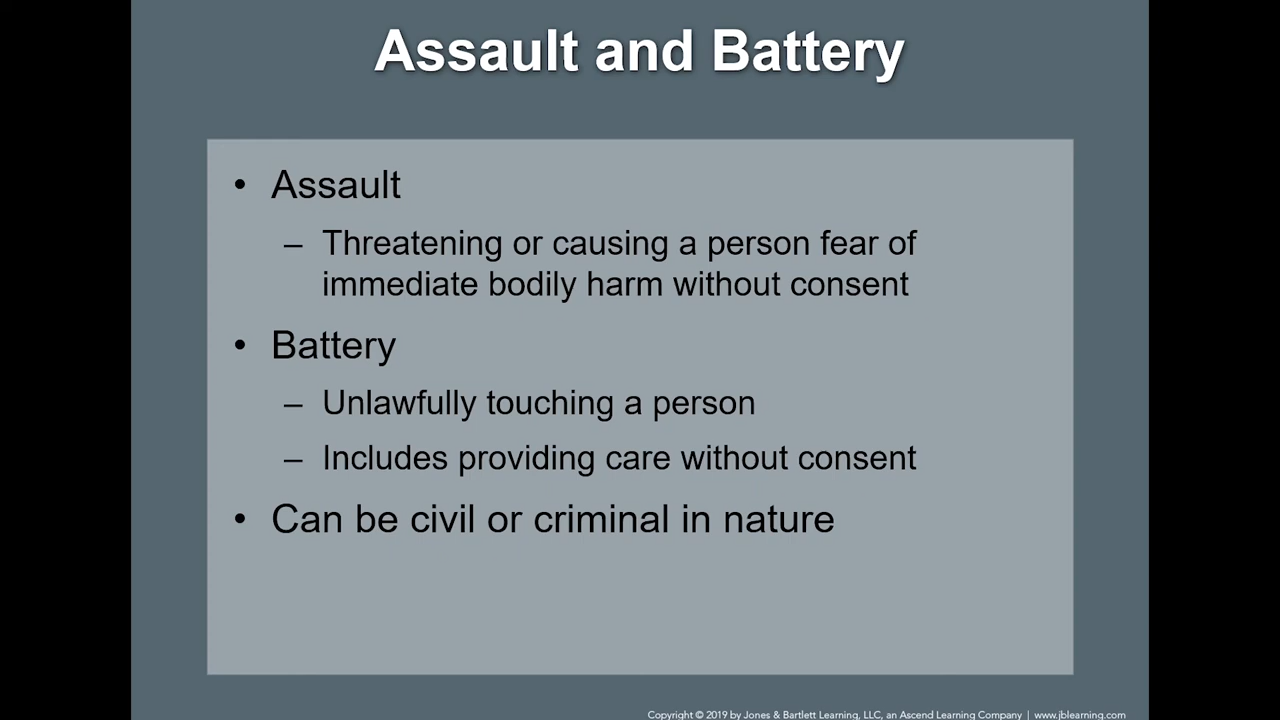 Assault and Battery
• Assault
– Threatening or causing a person fear of
immediate bodily harm without consent
• Battery
– Unlawfully touching a person
– Includes providing care without consent
• Can be civil or criminal in nature
Copyright © 2019 by Jones & Bartlett Learning, LLC, an Ascend Learning Company | www.jblearning.com